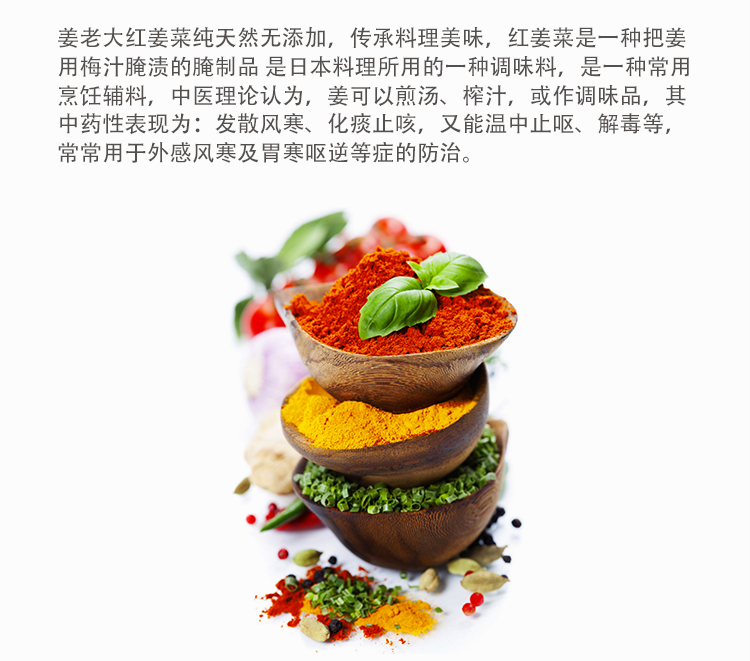 姜老大红姜菜纯天然无添加，传承料理美味，红姜菜是一种把姜
用梅汁腌渍的腌制品 是日本料理所用的一种调味料，是一种常用
烹饪辅料，中医理论认为，姜可以煎汤、榨汁，或作调味品，其
中药性表现为：发散风寒、化痰止咳，又能温中止呕、解毒等，
常常用于外感风寒及胃寒呕逆等症的防治。